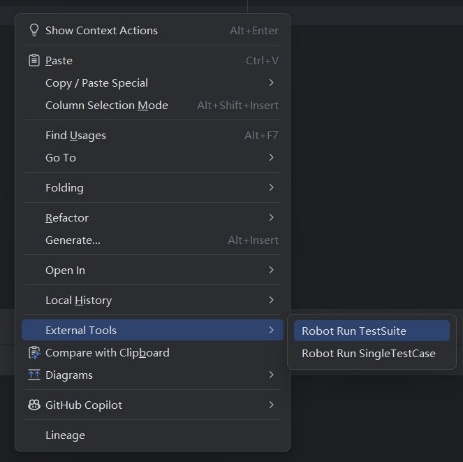 Show Context Actions Alt+Enter
Paste Ctrl+V
Copy / Paste Special
Column Selection Mode Alt+Shift+Insert
Find Usages Alt+F7
Go To
Folding
Refactor
Generate... Alt+Insert
Open In
Local History
External Tools
Robot Run TestSuite
Compare with Clipboard
Robot Run SingleTestCase
Diagrams
GitHub Copilot
Lineage